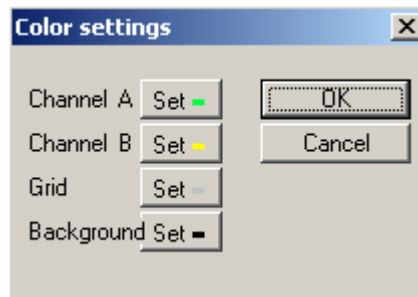 Color settings
Channel A Set OK
Channel B Set Cancel
Grid Set
Background Set